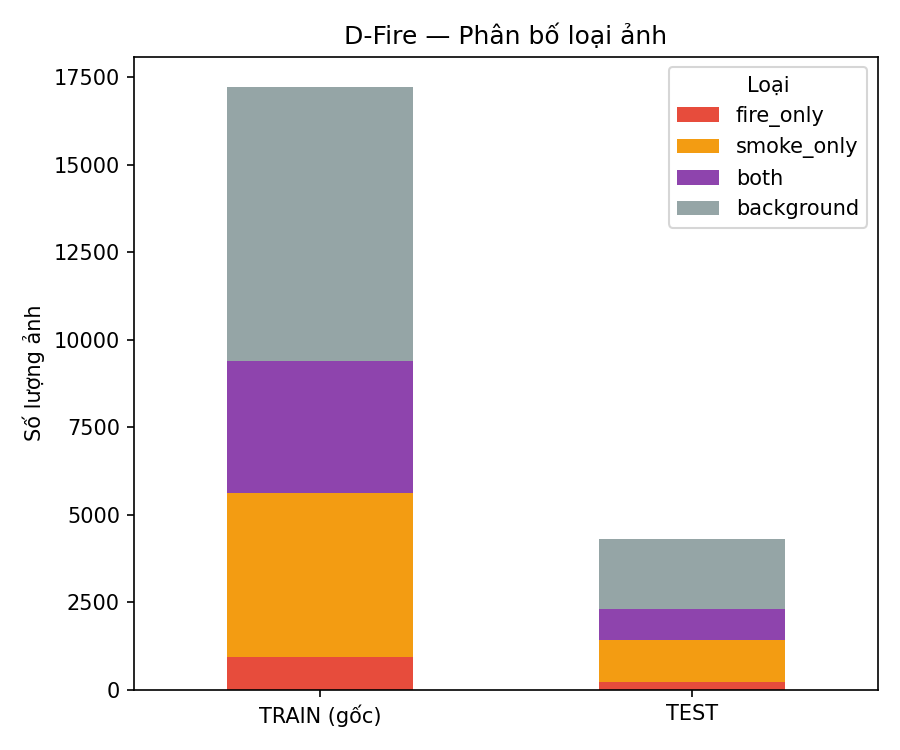 D-Fire — Phân bố loại ảnh
Số lượng ảnh
17500
15000
12500
10000
7500
5000
2500
0
TRAIN (gốc)
TEST
Loại
fire_only
smoke_only
both
background